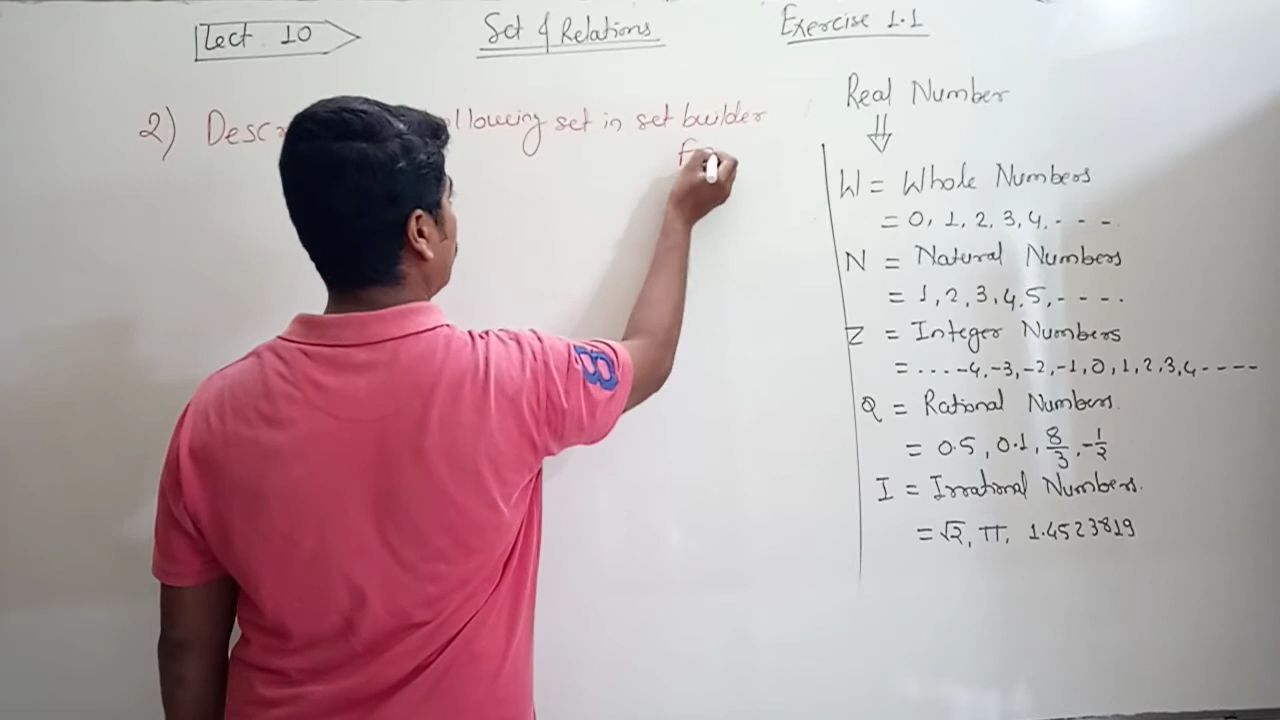 Lect 10
Set & Relations
Exercise 1.1
2) Desc llowing set in set builder
Real Number
⇓
W = Whole Numbers
= 0, 1, 2, 3, 4, - - -
N = Natural Numbers
= 1, 2, 3, 4, 5, - - - -
Z = Integer Numbers
= ....-4, -3, -2, -1, 0, 1, 2, 3, 4 - - - -
Q = Rational Numbers.
= 0.5, 0.1, 8/3, -1/2
I = Irrational Numbers.
= √2, π, 1.4523819
8